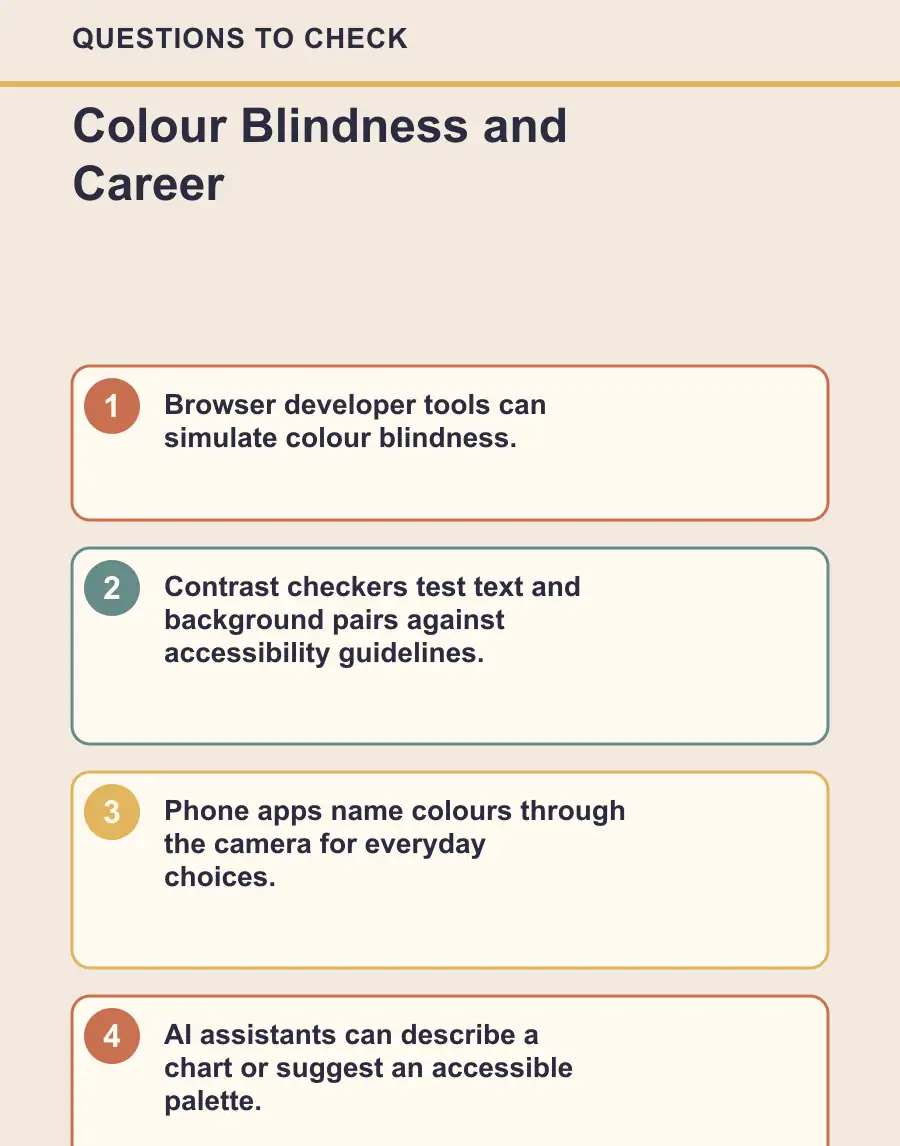 QUESTIONS TO CHECK
Colour Blindness and
Career
1
Browser developer tools can
simulate colour blindness.
2
Contrast checkers test text and
background pairs against
accessibility guidelines.
3
Phone apps name colours through
the camera for everyday
choices.
4
AI assistants can describe a
chart or suggest an accessible
palette.